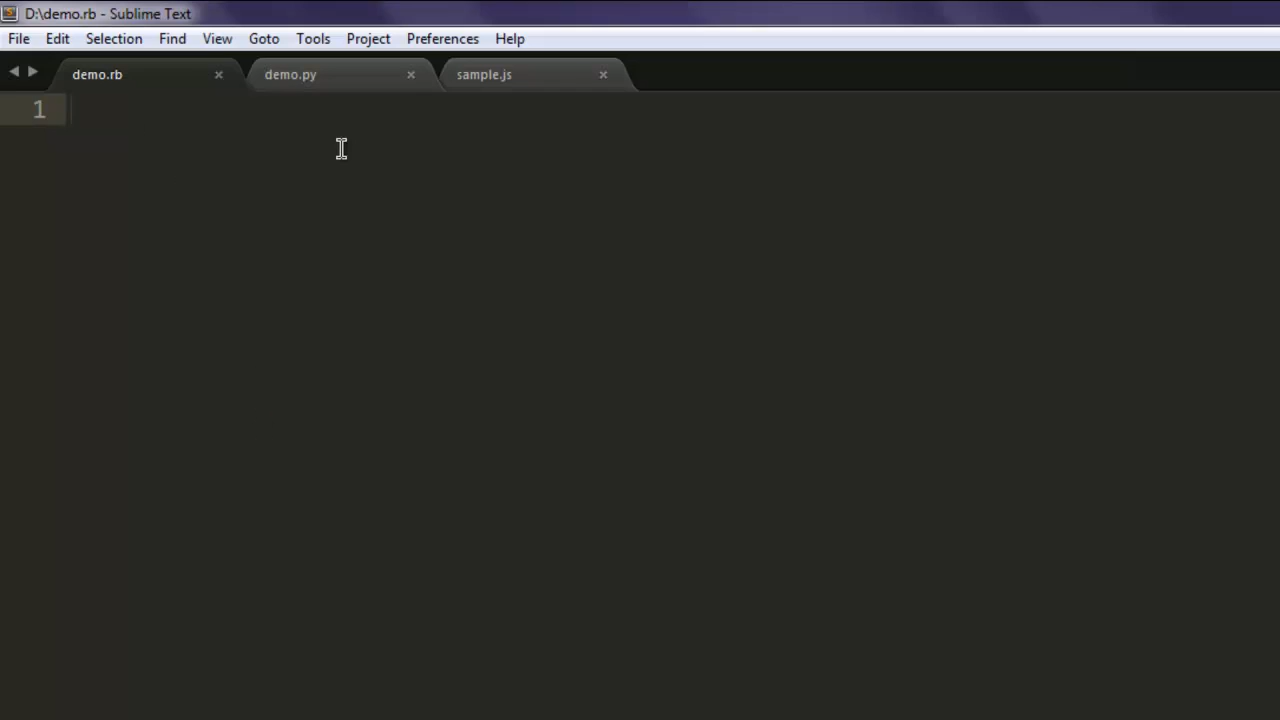 D:\demo.rb - Sublime Text
File Edit Selection Find View Goto Tools Project Preferences Help
demo.rb demo.py sample.js
1